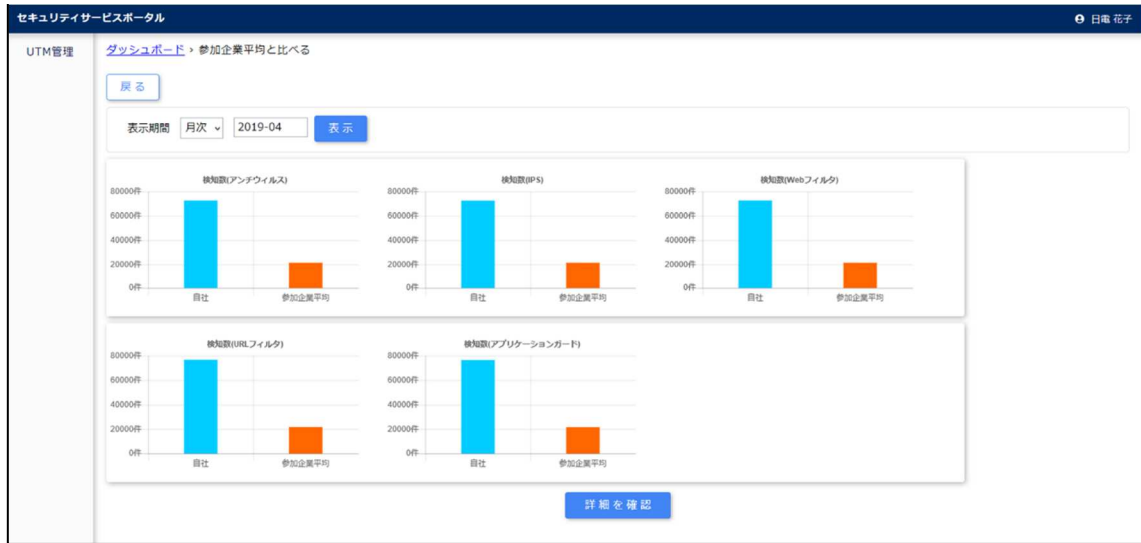 セキュリティサービスポータル 日電 花子
UTM管理 ダッシュボード › 参加企業平均と比べる
戻る
表示期間 月次 2019-04 表示
検知数(アンチウィルス) 検知数(IPS) 検知数(Webフィルタ)
80000件 80000件 80000件
60000件 60000件 60000件
40000件 40000件 40000件
20000件 20000件 20000件
0件 0件 0件
自社 参加企業平均 自社 参加企業平均 自社 参加企業平均
検知数(URLフィルタ) 検知数(アプリケーションガード)
80000件 80000件
60000件 60000件
40000件 40000件
20000件 20000件
0件 0件
自社 参加企業平均 自社 参加企業平均
詳細を確認